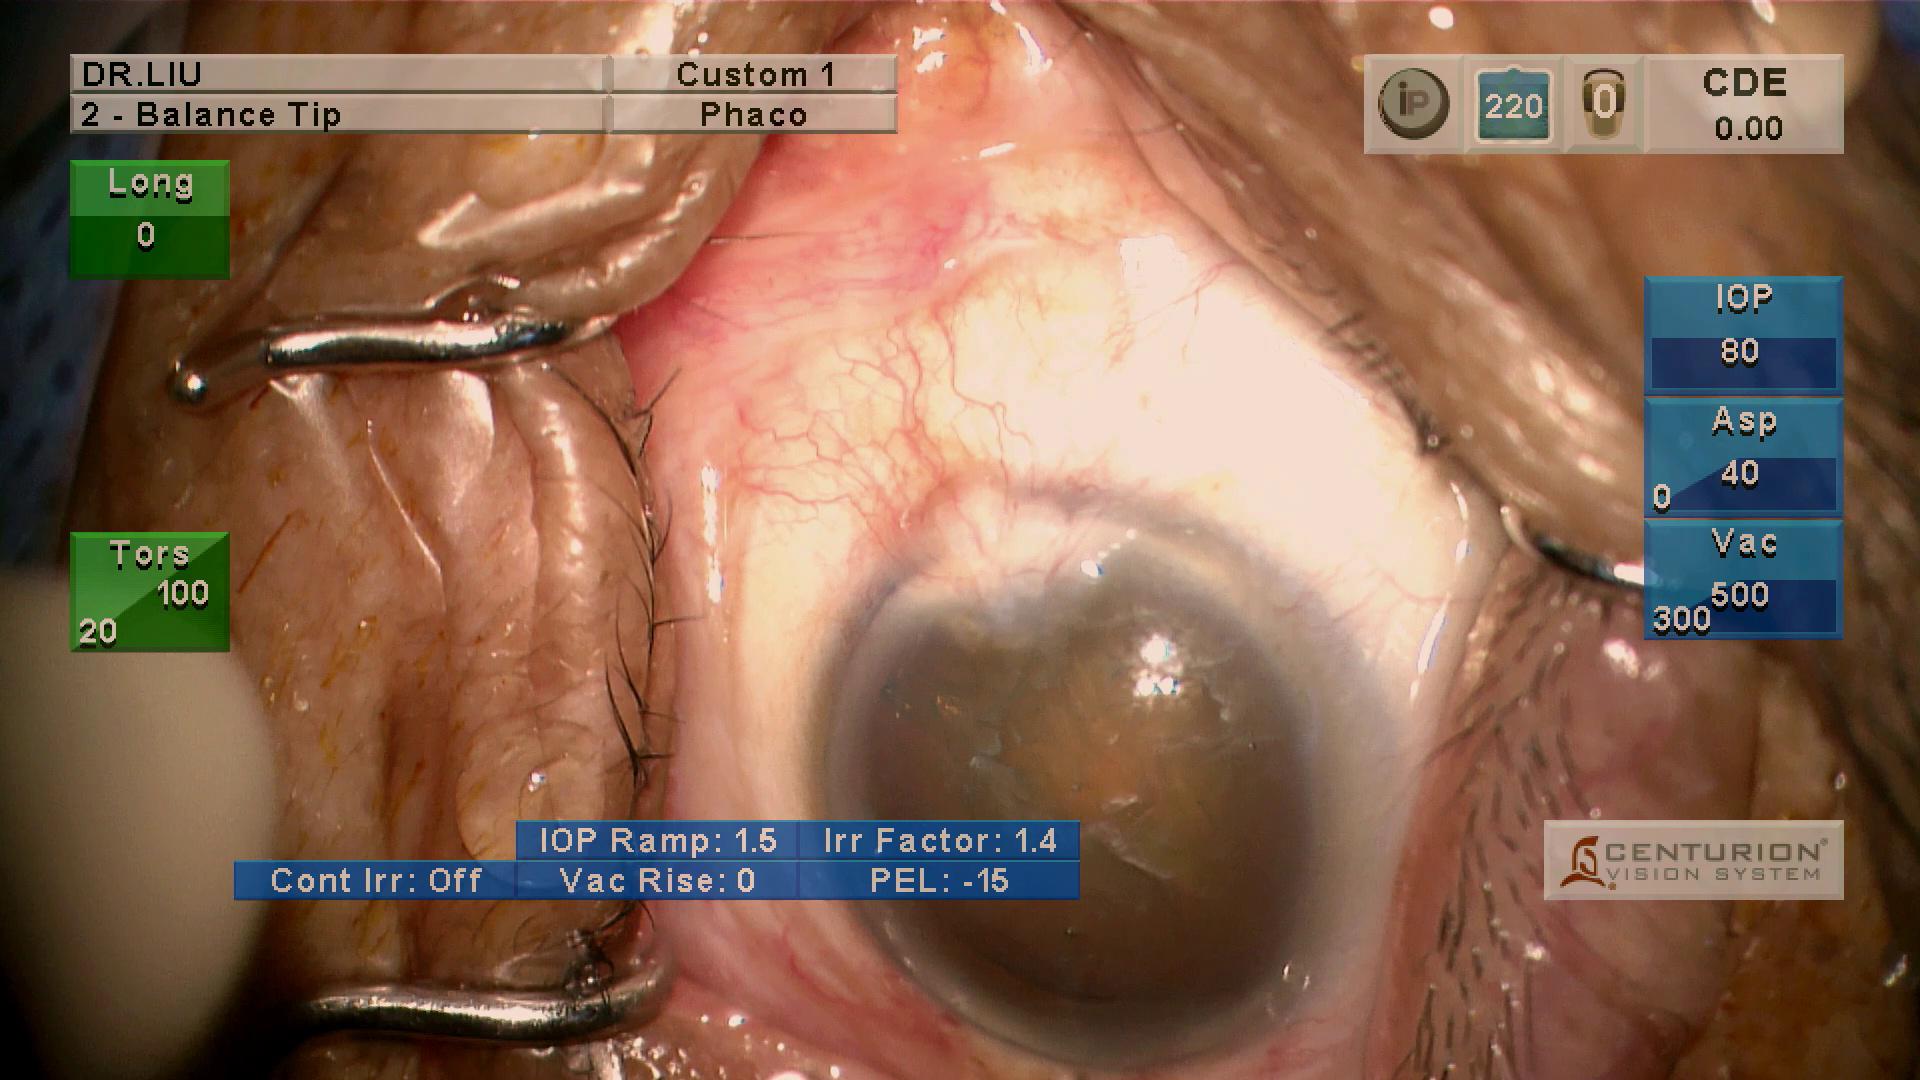 DR.LIU
Custom 1
2 - Balance Tip
Phaco
iP
220
0
CDE
0.00
Long
0
IOP
80
Asp
40
0
Vac
500
300
Tors
100
20
IOP Ramp: 1.5
Irr Factor: 1.4
Cont Irr: Off
Vac Rise: 0
PEL: -15
CENTURION®
VISION SYSTEM